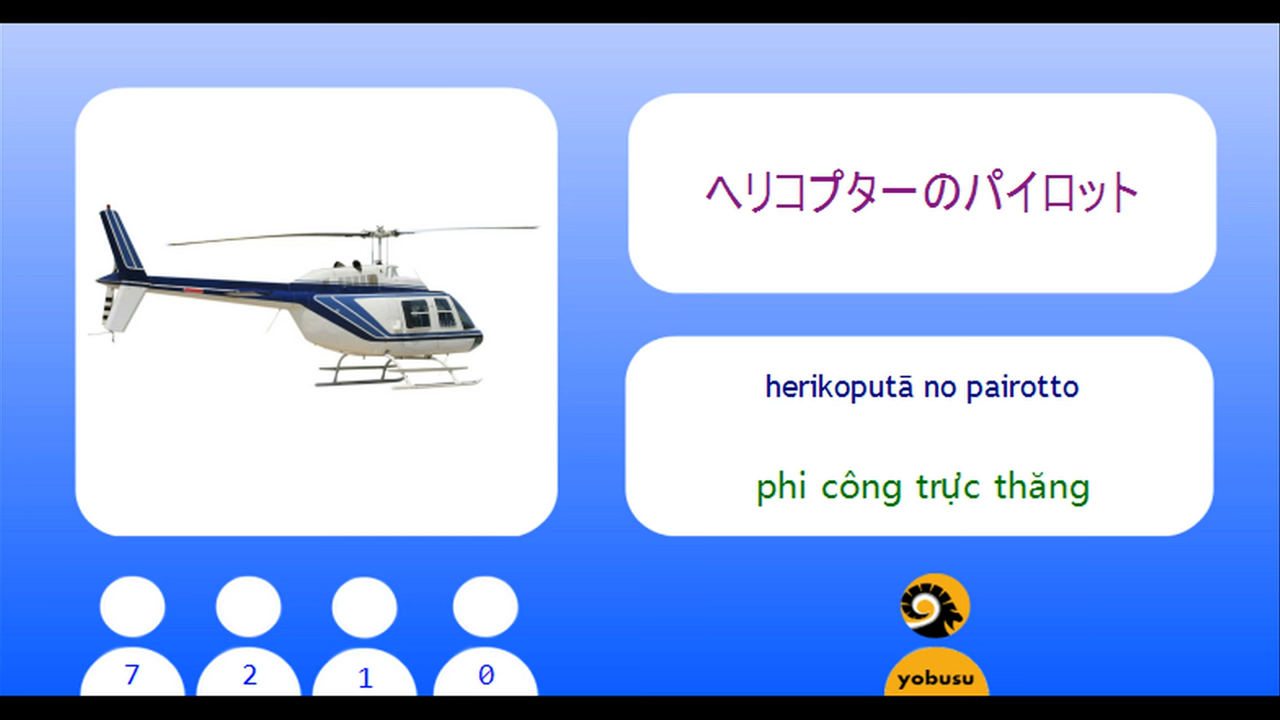 ヘリコプターのパイロット
herikoputā no pairotto
phi công trực thăng
7 2 1 0
yobusu